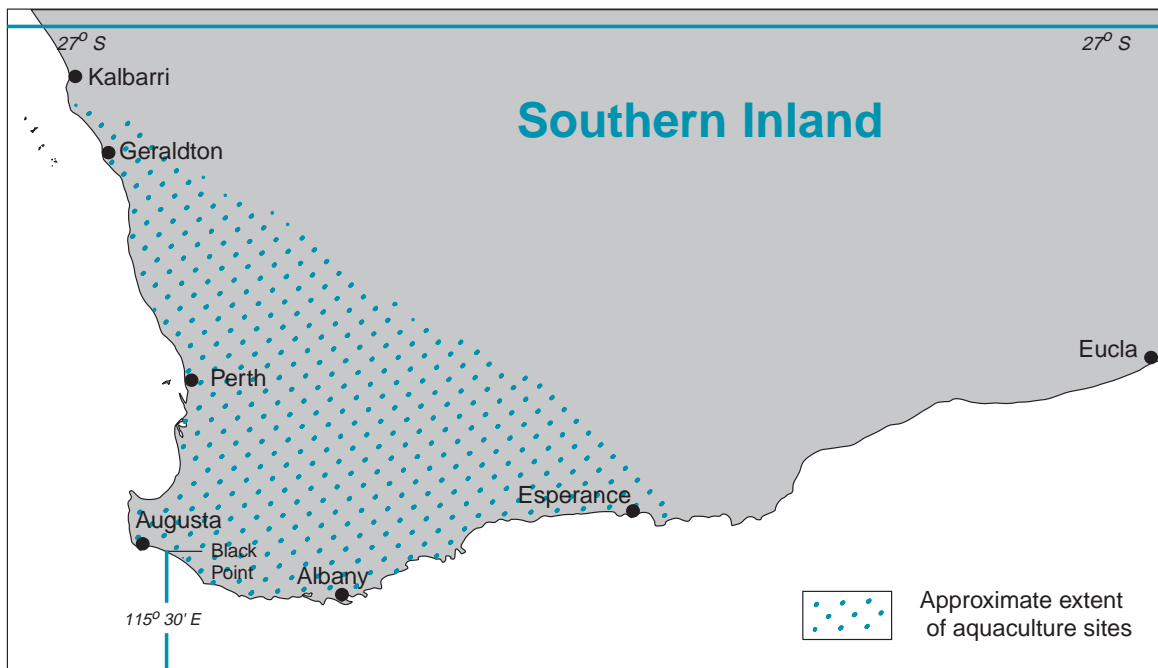 27° S
27° S
Kalbarri
Southern Inland
Geraldton
Eucla
Perth
Esperance
Augusta
Black
Point
Albany
115° 30' E
Approximate extent
of aquaculture sites